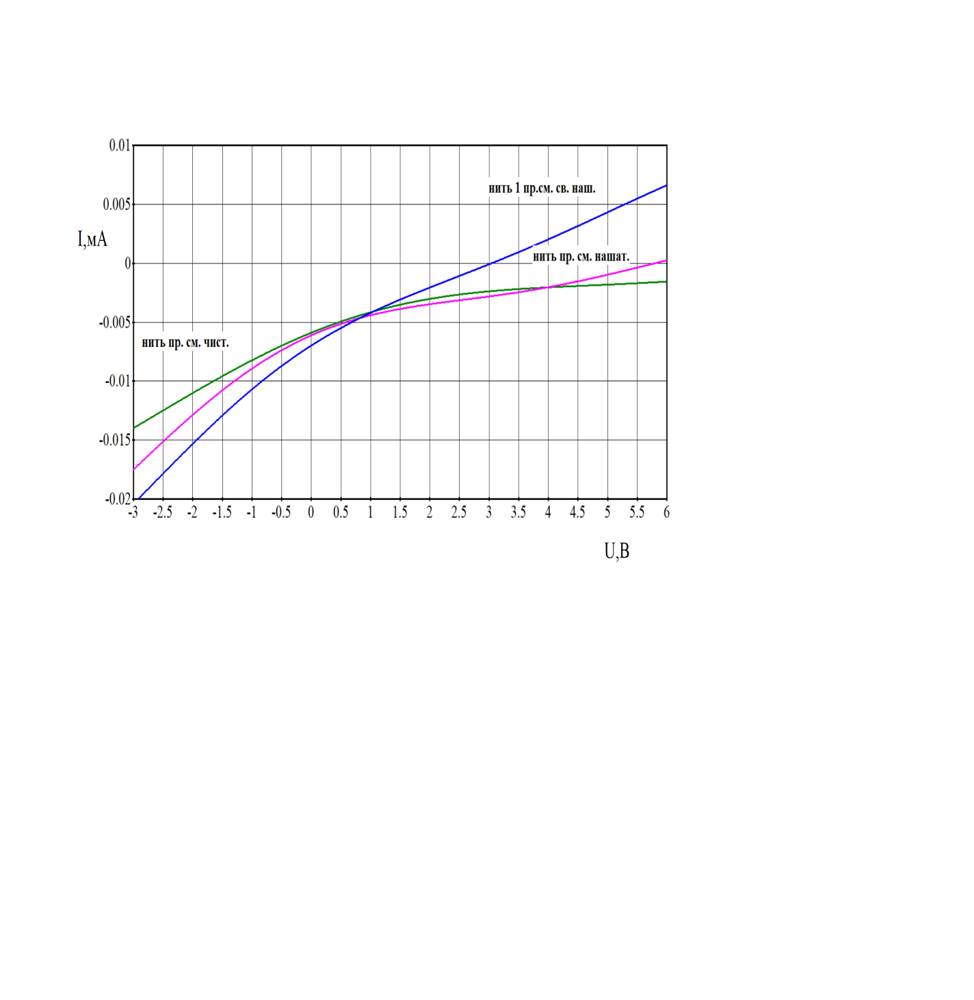 0.01
нить 1 пр.см. св. наш.
0.005
I,мА
нить пр. см. нашат.
0
-0.005
нить пр. см. чист.
-0.01
-0.015
-0.02
-3 -2.5 -2 -1.5 -1 -0.5 0 0.5 1 1.5 2 2.5 3 3.5 4 4.5 5 5.5 6
U,В